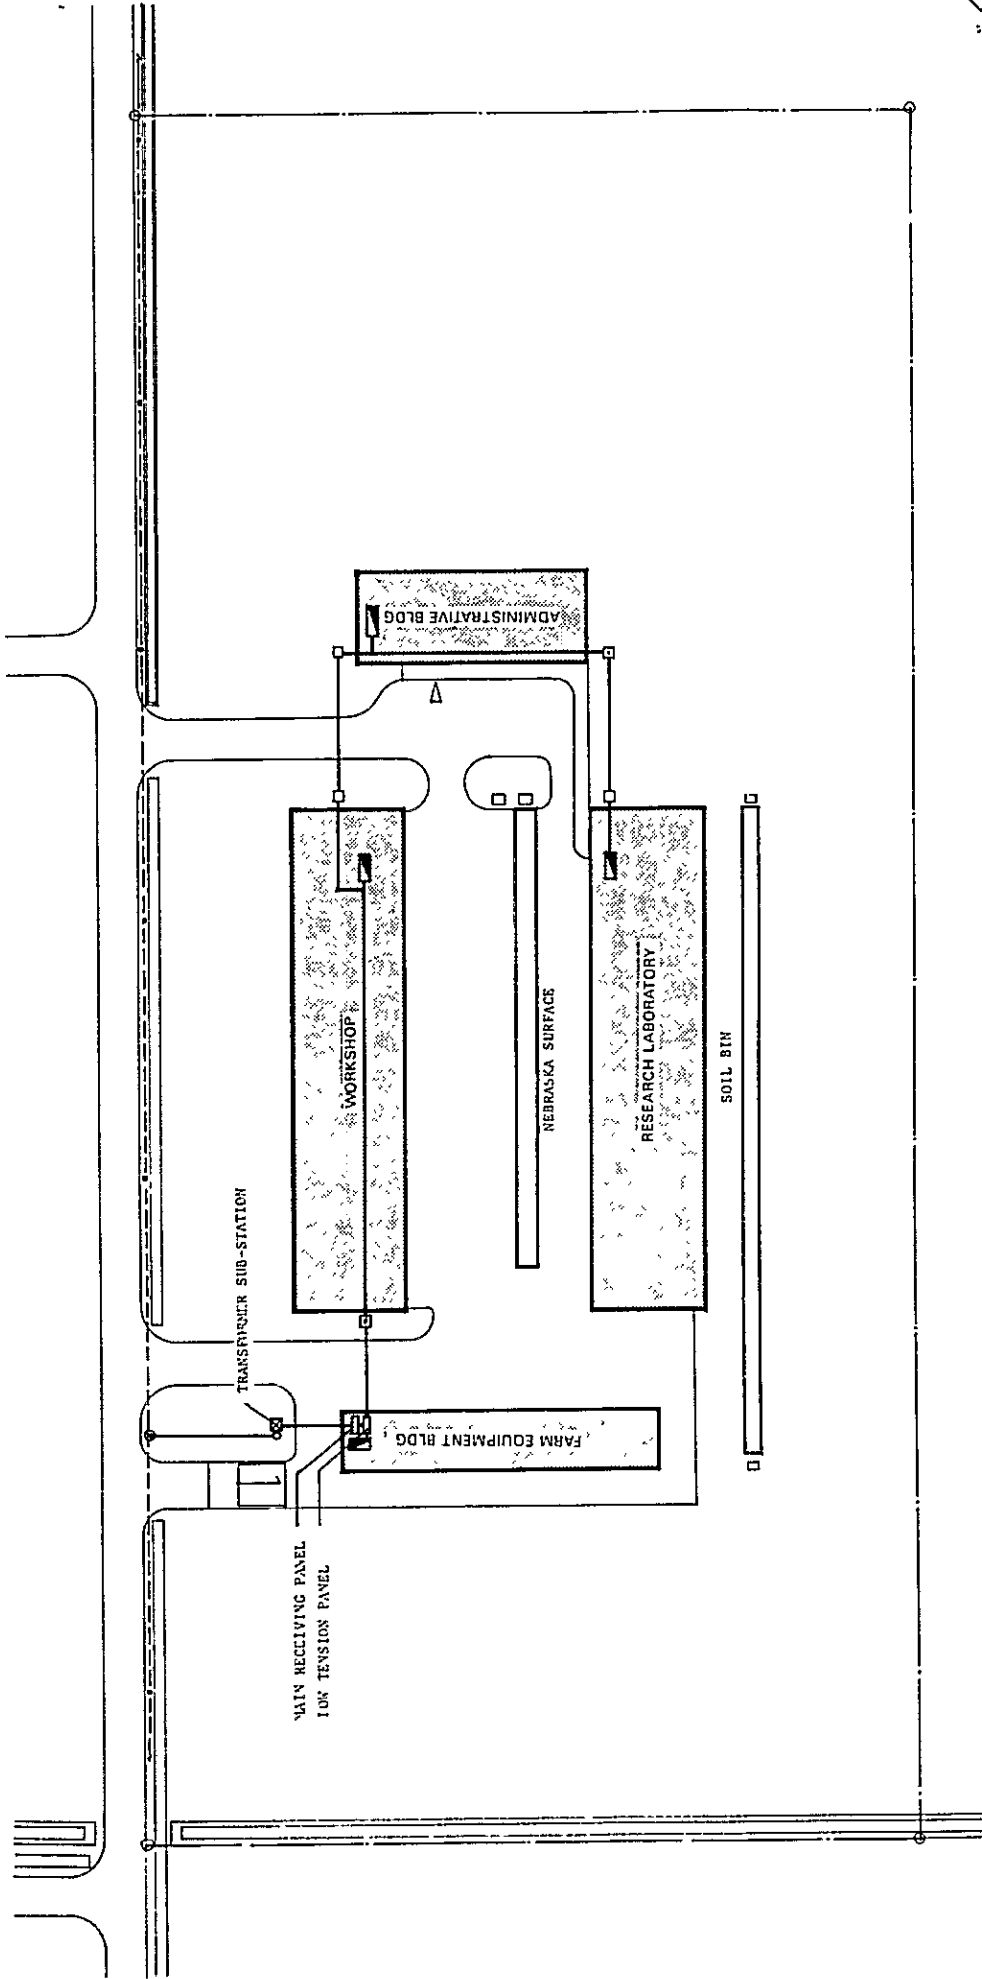 TRANSFORMER SUB-STATION
MAIN RECEIVING PANEL
LOW TENSION PANEL
FARM EQUIPMENT BLDG
WORKSHOP
ADMINISTRATIVE BLDG
NEBRASKA SURFACE
RESEARCH LABORATORY
SOIL BIN